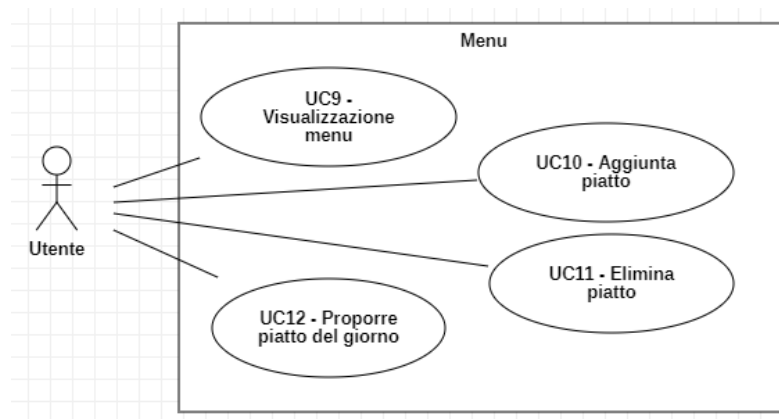 Menu
UC9 -
Visualizzazione
menu
UC10 - Aggiunta
piatto
Utente
UC11 - Elimina
piatto
UC12 - Proporre
piatto del giorno